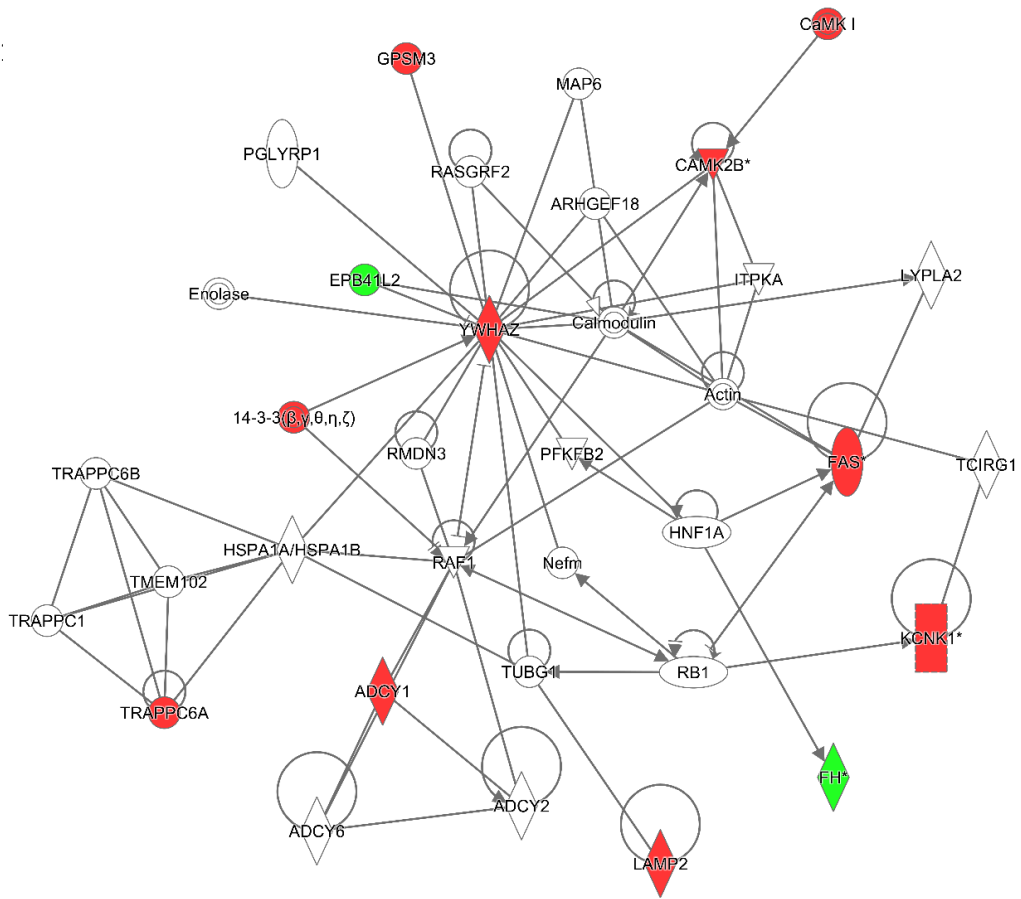 CaMK I
GPSM3
MAP6
PGLYRP1
RASGRF2
CAMK2B*
ARHGEF18
EPB41L2
ITPKA
LYPLA2
Enolase
YWHAZ
Calmodulin
Actin
14-3-3(β,γ,θ,η,ζ)
RMDN3
PFKFB2
FAS*
TCIRG1
TRAPPC6B
HNF1A
HSPA1A/HSPA1B
RAF1
Nefm
TMEM102
TRAPPC1
KCNK1*
TUBG1
RB1
ADCY1
TRAPPC6A
FH*
ADCY2
ADCY6
LAMP2